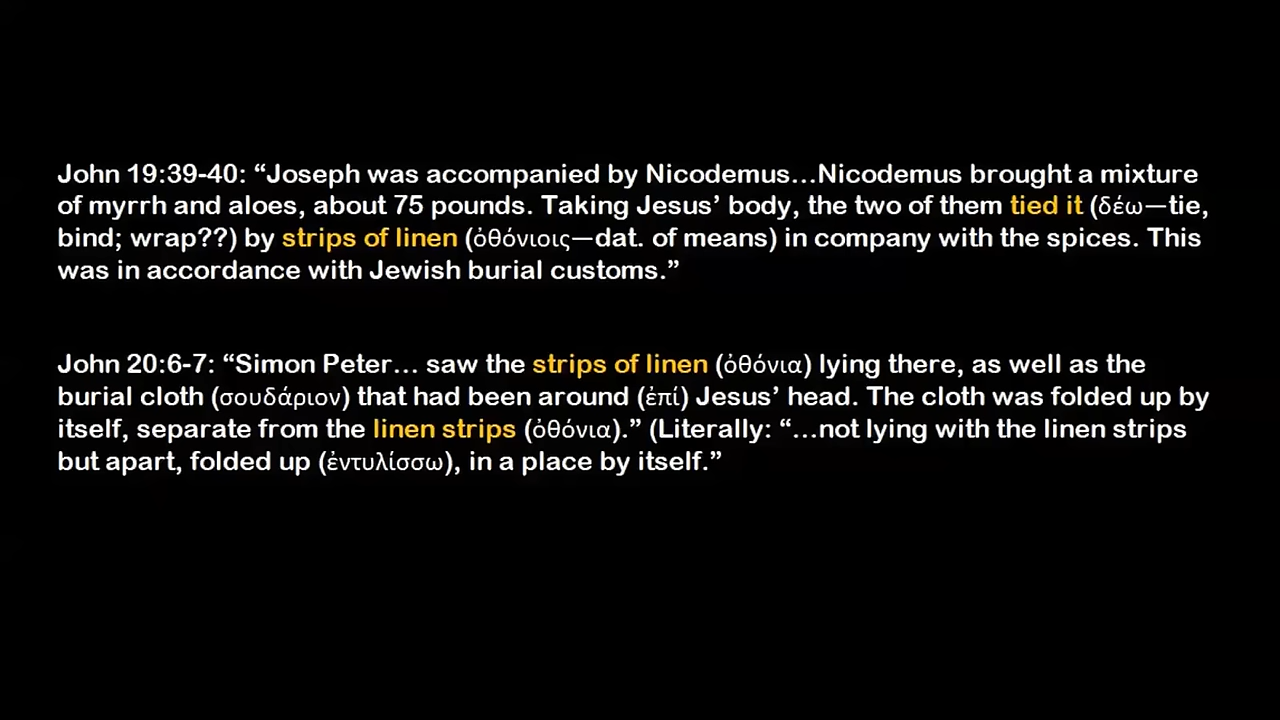 John 19:39-40: “Joseph was accompanied by Nicodemus…Nicodemus brought a mixture
of myrrh and aloes, about 75 pounds. Taking Jesus’ body, the two of them tied it (δέω—tie,
bind; wrap??) by strips of linen (ὀθόνιοις—dat. of means) in company with the spices. This
was in accordance with Jewish burial customs.”
John 20:6-7: “Simon Peter… saw the strips of linen (ὀθόνια) lying there, as well as the
burial cloth (σουδάριον) that had been around (ἐπί) Jesus’ head. The cloth was folded up by
itself, separate from the linen strips (ὀθόνια).” (Literally: “…not lying with the linen strips
but apart, folded up (ἐντυλίσσω), in a place by itself.”